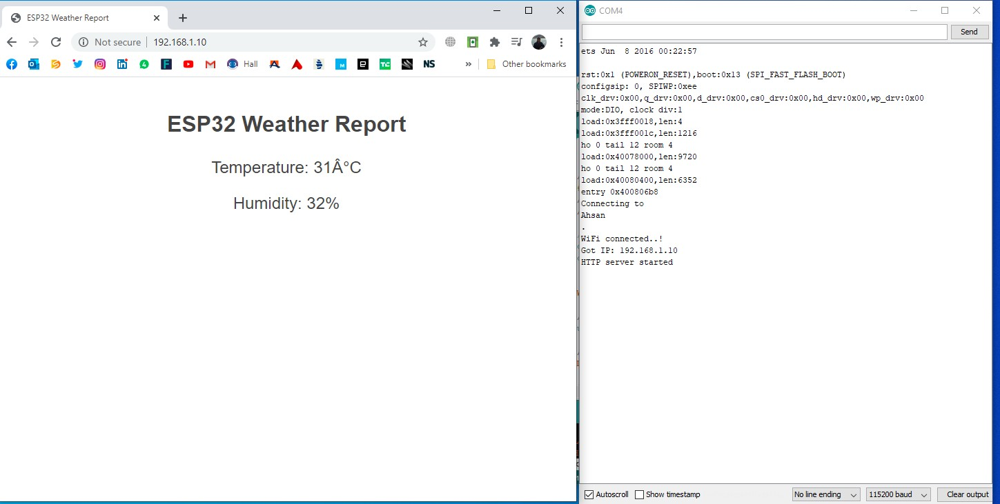 ESP32 Weather Report
Not secure
192.168.1.10
Hall
NS
»
Other bookmarks
ESP32 Weather Report
Temperature: 31Â°C
Humidity: 32%
COM4
Send
ets Jun  8 2016 00:22:57
rst:0x1 (POWERON_RESET),boot:0x13 (SPI_FAST_FLASH_BOOT)
configsip: 0, SPIWP:0xee
clk_drv:0x00,q_drv:0x00,d_drv:0x00,cs0_drv:0x00,hd_drv:0x00,wp_drv:0x00
mode:DIO, clock div:1
load:0x3fff0018,len:4
load:0x3fff001c,len:1216
ho 0 tail 12 room 4
load:0x40078000,len:9720
ho 0 tail 12 room 4
load:0x40080400,len:6352
entry 0x400806b8
Connecting to
Ahsan
.
WiFi connected..!
Got IP: 192.168.1.10
HTTP server started
Autoscroll
Show timestamp
No line ending
115200 baud
Clear output